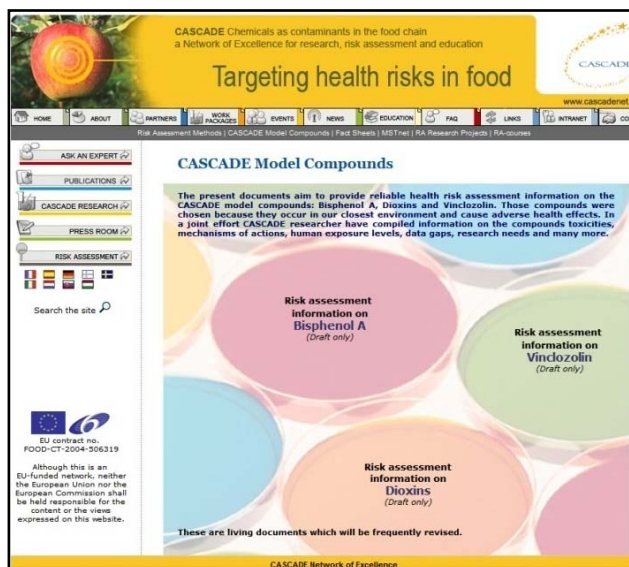 CASCADE Chemicals as contaminants in the food chain
a Network of Excellence for research, risk assessment and education
Targeting health risks in food
CASCADE
www.cascadenet
HOME ABOUT PARTNERS WORK PACKAGES EVENTS NEWS EDUCATION FAQ LINKS INTRANET CO
Risk Assessment Methods | CASCADE Model Compounds | Fact Sheets | MSTnet | RA Research Projects | RA-courses
ASK AN EXPERT
PUBLICATIONS
CASCADE RESEARCH
PRESS ROOM
RISK ASSESSMENT
Search the site
EU contract no.
FOOD-CT-2004-506319
Although this is an
EU-funded network, neither
the European Union nor the
European Commission shall
be held responsible for the
content or the views
expressed on this website.
CASCADE Model Compounds
The present documents aim to provide reliable health risk assessment information on the
CASCADE model compounds: Bisphenol A, Dioxins and Vinclozolin. Those compounds were
chosen because they occur in our closest environment and cause adverse health effects. In
a joint effort CASCADE researcher have compiled information on the compounds toxicities,
mechanisms of actions, human exposure levels, data gaps, research needs and many more.
Risk assessment
information on
Bisphenol A
(Draft only)
Risk assessment
information on
Vinclozolin
(Draft only)
Risk assessment
information on
Dioxins
(Draft only)
These are living documents which will be frequently revised.
CASCADE Network of Excellence